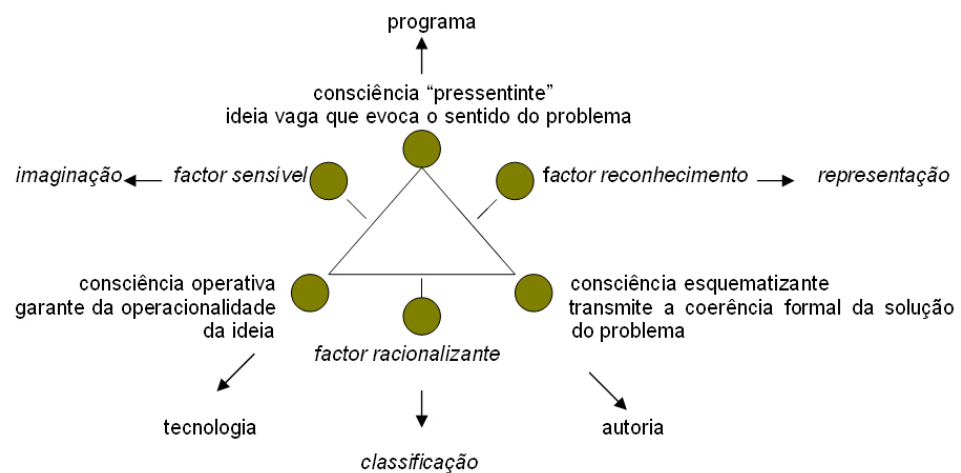 programa
consciência “pressentinte”
ideia vaga que evoca o sentido do problema
imaginação
factor sensivel
factor reconhecimento
representação
consciência operativa
garante da operacionalidade
da ideia
consciência esquematizante
transmite a coerência formal da solução
do problema
factor racionalizante
tecnologia
autoria
classificação